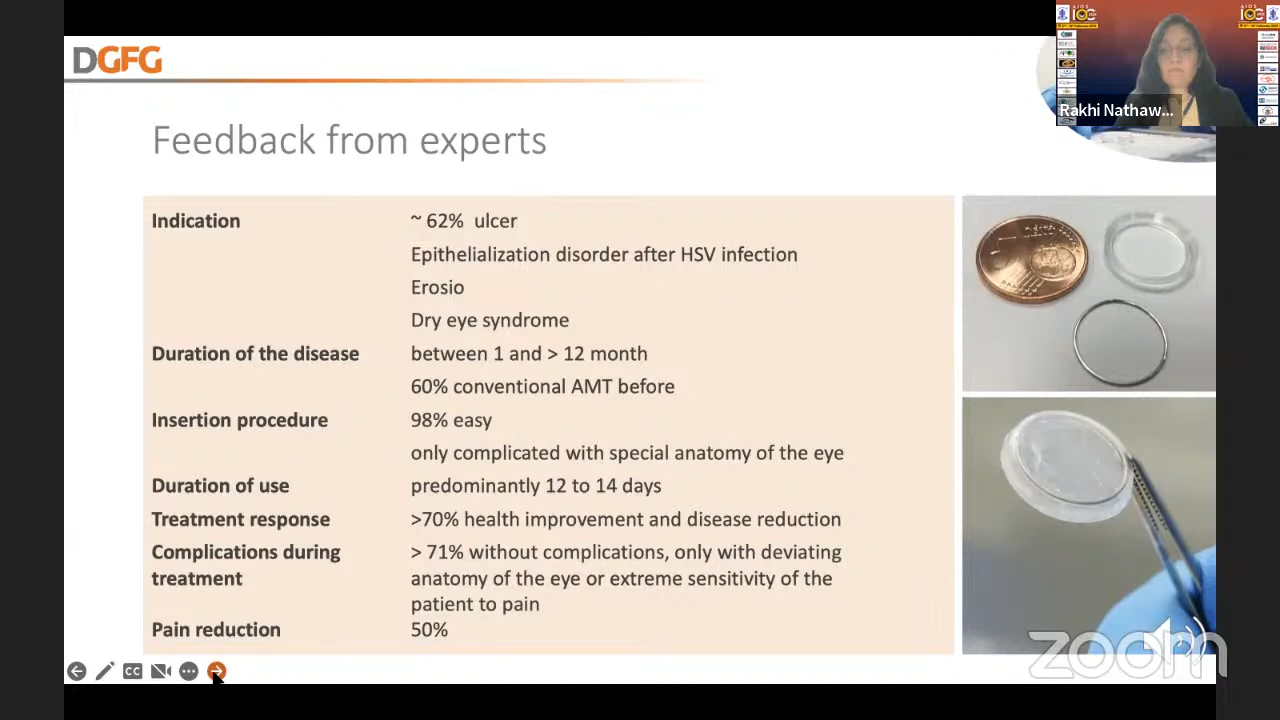 DGFG
AIOS
Rakhi Nathaw...
Feedback from experts
Indication
~ 62% ulcer
Epithelialization disorder after HSV infection
Erosio
Dry eye syndrome
Duration of the disease
between 1 and > 12 month
60% conventional AMT before
Insertion procedure
98% easy
only complicated with special anatomy of the eye
Duration of use
predominantly 12 to 14 days
Treatment response
>70% health improvement and disease reduction
Complications during
treatment
> 71% without complications, only with deviating
anatomy of the eye or extreme sensitivity of the
patient to pain
Pain reduction
50%
CC
zoom